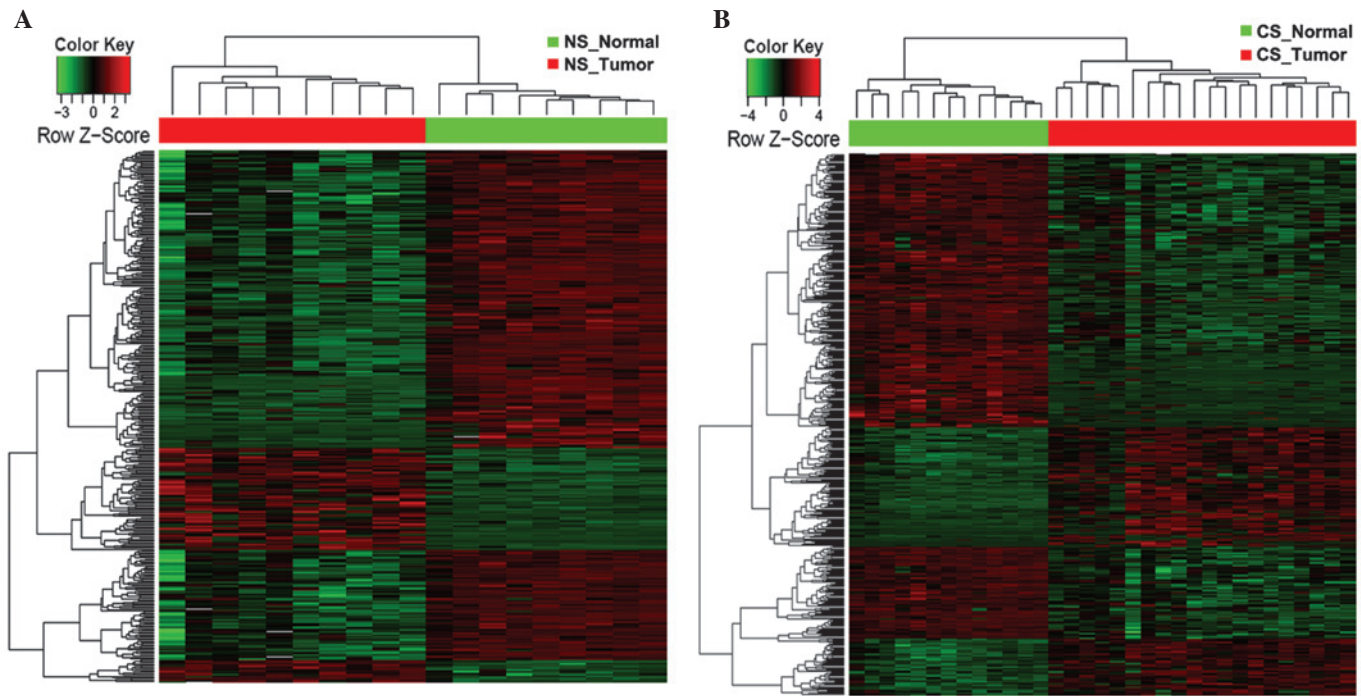 A
Color Key
−3 0 2
Row Z−Score
NS_Normal
NS_Tumor
B
Color Key
−4 0 4
Row Z−Score
CS_Normal
CS_Tumor